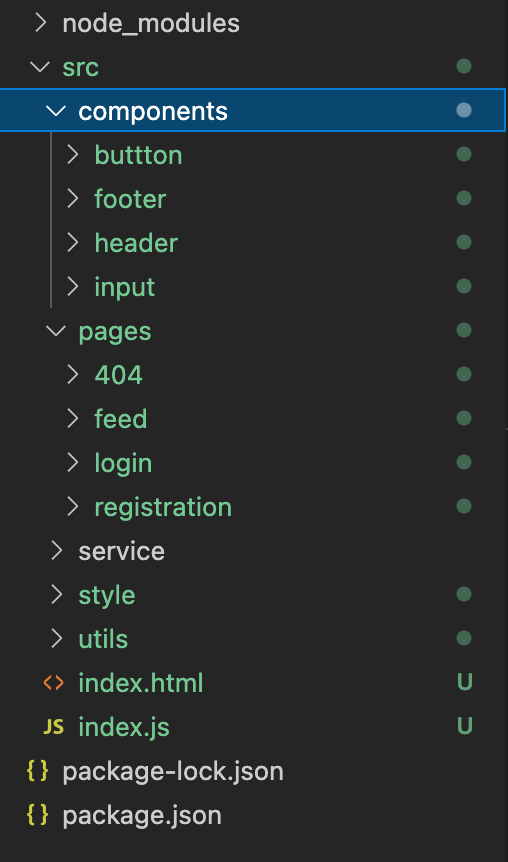 node_modules
src
components
buttton
footer
header
input
pages
404
feed
login
registration
service
style
utils
<> index.html U
JS index.js U
{} package-lock.json
{} package.json